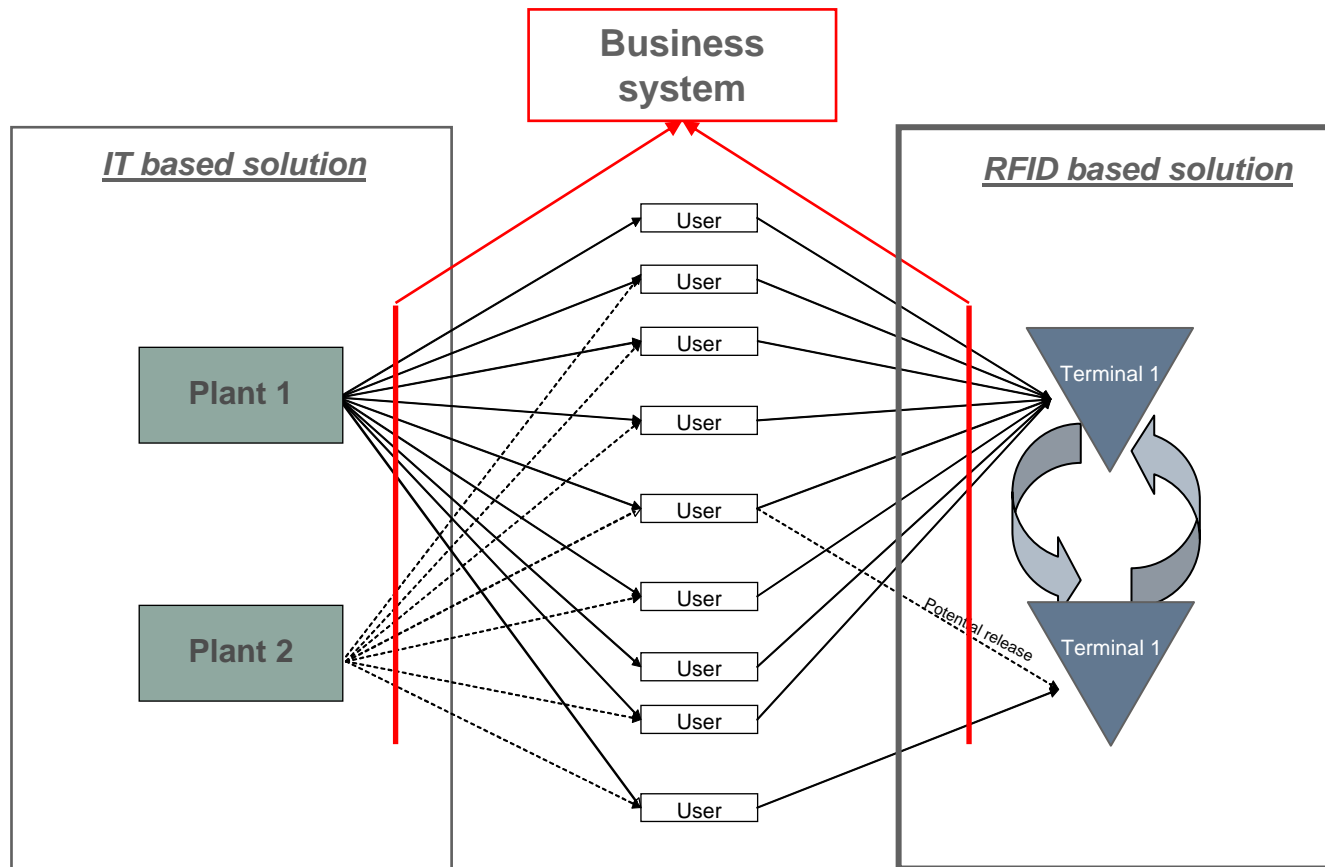 Business
system
IT based solution
RFID based solution
User
User
User
User
User
User
User
User
User
Plant 1
Plant 2
Terminal 1
Potential release
Terminal 1